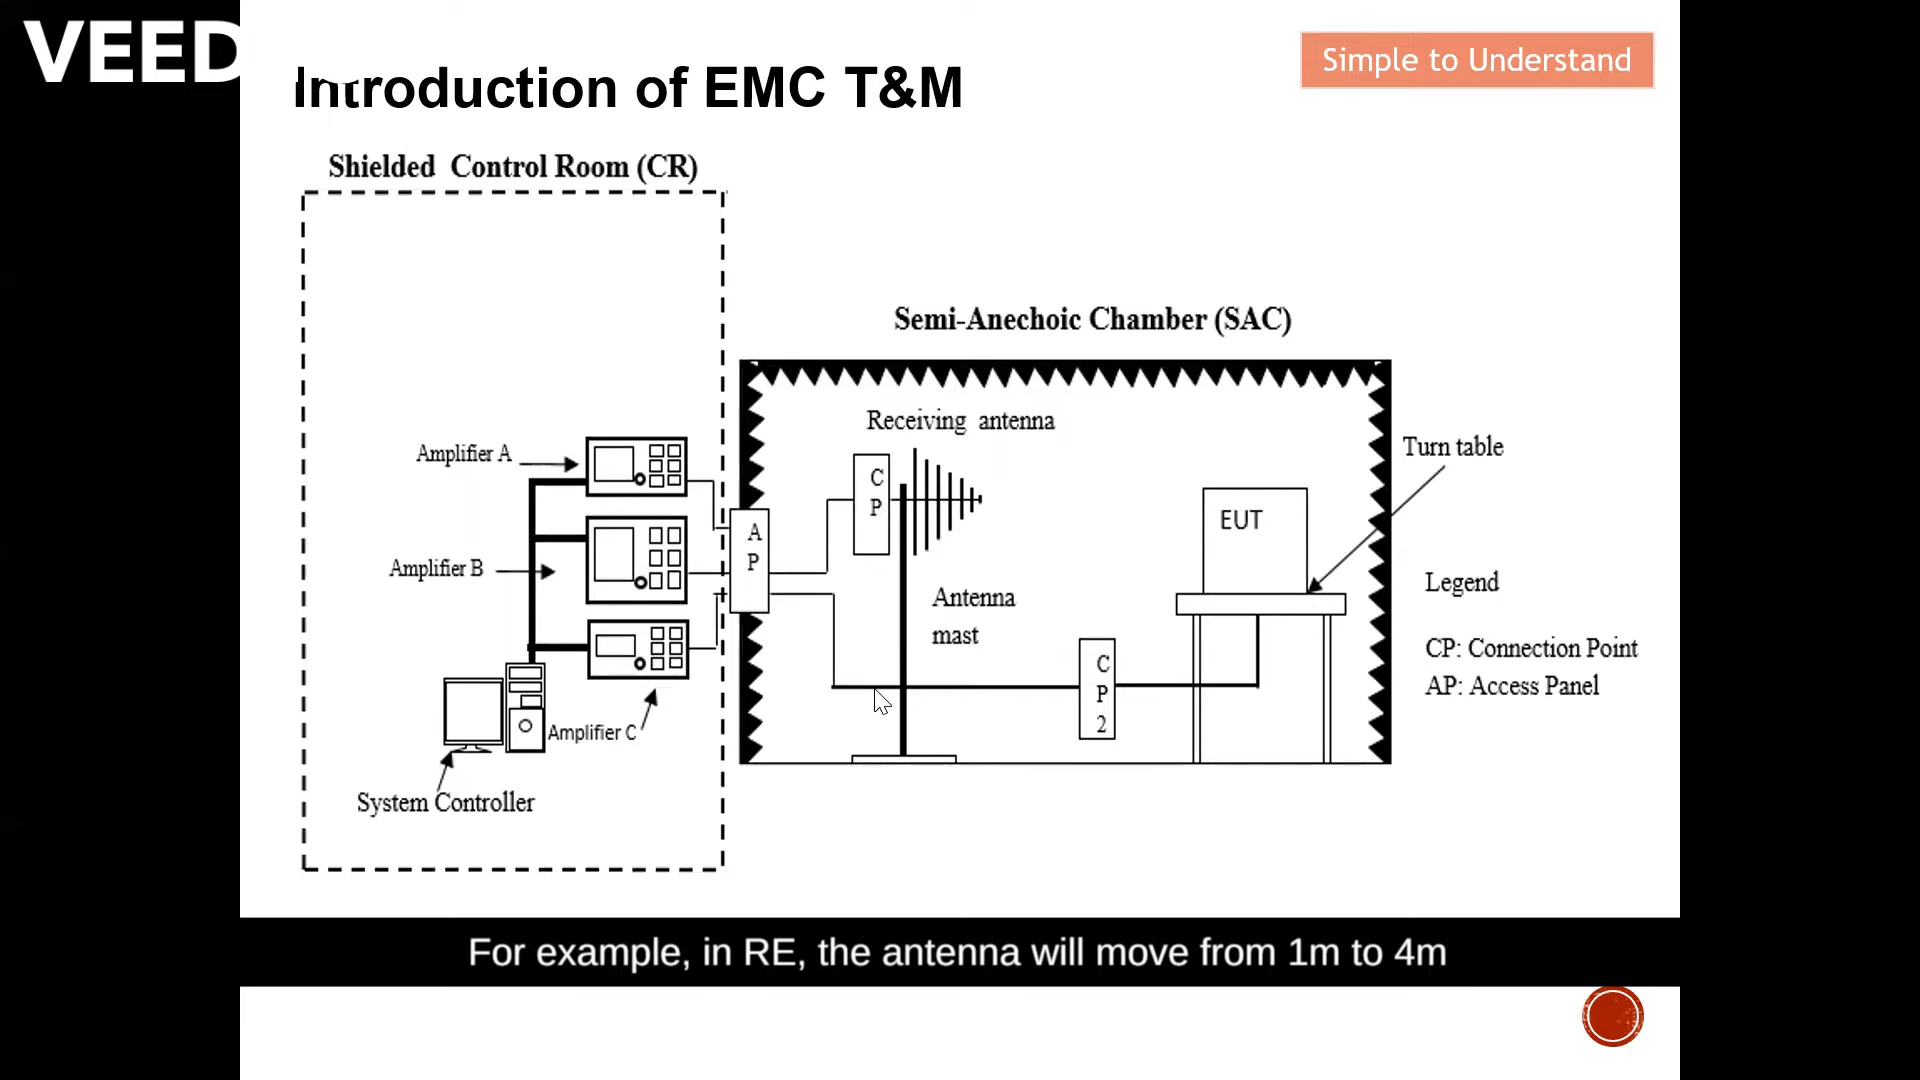 VEED
Simple to Understand
Introduction of EMC T&M
Shielded Control Room (CR)
Semi-Anechoic Chamber (SAC)
Receiving antenna
Turn table
Amplifier A
C
P
EUT
A
P
Amplifier B
Legend
Antenna
mast
CP: Connection Point
AP: Access Panel
C
P
2
Amplifier C
System Controller
For example, in RE, the antenna will move from 1m to 4m